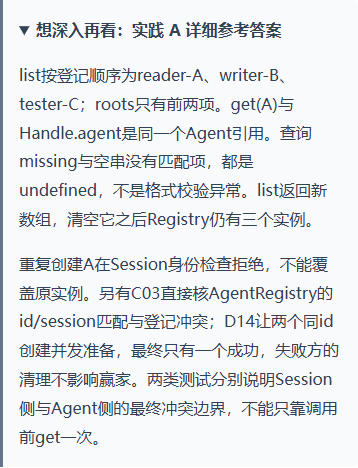 ▼ 想深入再看：实践 A 详细参考答案
list按登记顺序为reader-A、writer-B、
tester-C；roots只有前两项。get(A)与
Handle.agent是同一个Agent引用。查询
missing与空串没有匹配项，都是
undefined，不是格式校验异常。list返回新
数组，清空它之后Registry仍有三个实例。
重复创建A在Session身份检查拒绝，不能覆
盖原实例。另有C03直接核AgentRegistry的
id/session匹配与登记冲突；D14让两个同id
创建并发准备，最终只有一个成功，失败方的
清理不影响赢家。两类测试分别说明Session
侧与Agent侧的最终冲突边界，不能只靠调用
前get一次。